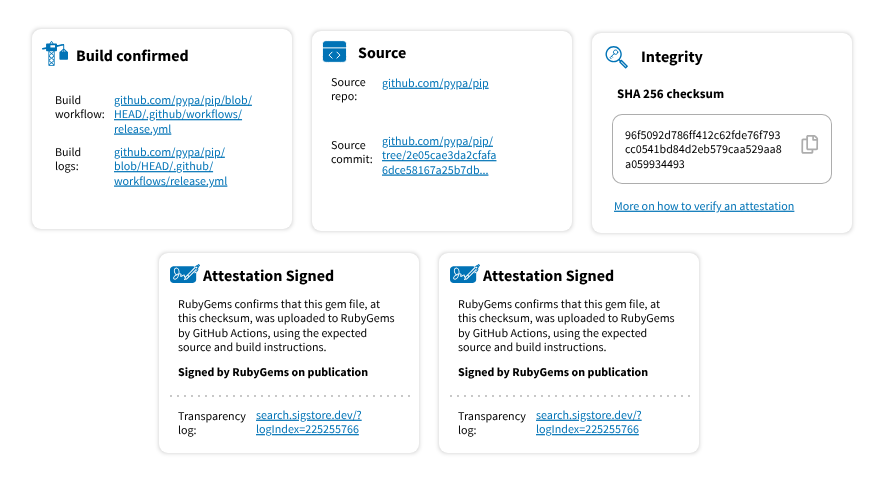 Build confirmed
Build workflow:
github.com/pypa/pip/blob/
HEAD/.github/workflows/
release.yml
Build logs:
github.com/pypa/pip/
blob/HEAD/.github/
workflows/release.yml
Source
Source repo:
github.com/pypa/pip
Source commit:
github.com/pypa/pip/
tree/2e05cae3da2cfafa
6dce58167a25b7db...
Integrity
SHA 256 checksum
96f5092d786ff412c62fde76f793
cc0541bd84d2eb579caa529aa8
a059934493
More on how to verify an attestation
Attestation Signed
RubyGems confirms that this gem file, at
this checksum, was uploaded to RubyGems
by GitHub Actions, using the expected
source and build instructions.
Signed by RubyGems on publication
Transparency log:
search.sigstore.dev/?
logIndex=225255766
Attestation Signed
RubyGems confirms that this gem file, at
this checksum, was uploaded to RubyGems
by GitHub Actions, using the expected
source and build instructions.
Signed by RubyGems on publication
Transparency log:
search.sigstore.dev/?
logIndex=225255766